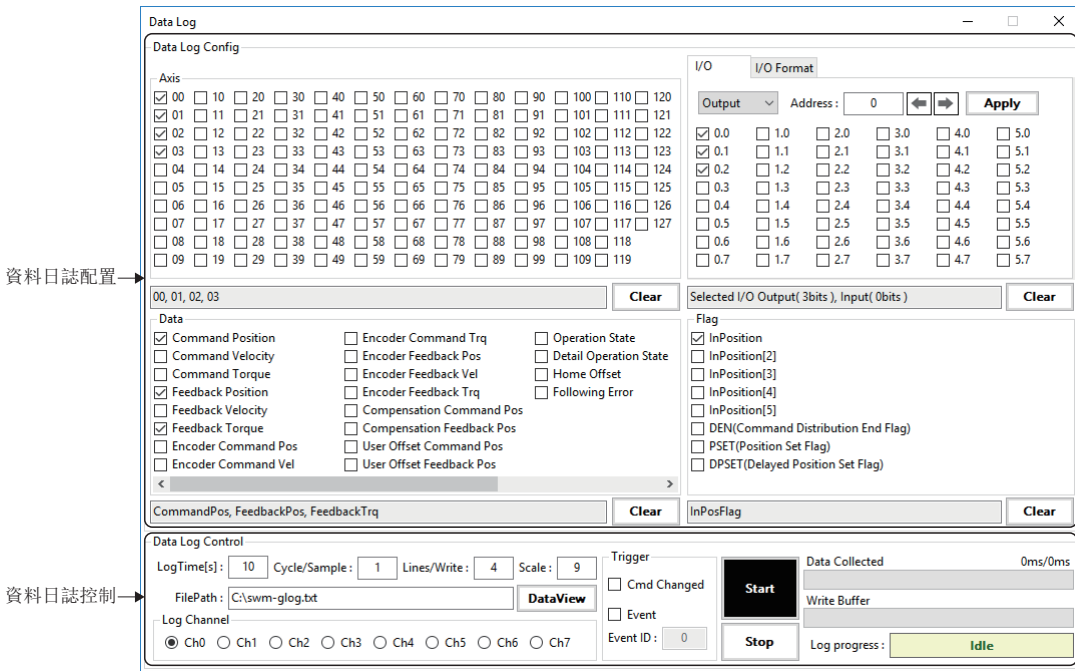 Data Log
Data Log Config
Axis
00 10 20 30 40 50 60 70 80 90 100 110 120
01 11 21 31 41 51 61 71 81 91 101 111 121
02 12 22 32 42 52 62 72 82 92 102 112 122
03 13 23 33 43 53 63 73 83 93 103 113 123
04 14 24 34 44 54 64 74 84 94 104 114 124
05 15 25 35 45 55 65 75 85 95 105 115 125
06 16 26 36 46 56 66 76 86 96 106 116 126
07 17 27 37 47 57 67 77 87 97 107 117 127
08 18 28 38 48 58 68 78 88 98 108 118
09 19 29 39 49 59 69 79 89 99 109 119
00, 01, 02, 03 Clear
I/O I/O Format
Output Address : 0 Apply
0.0 1.0 2.0 3.0 4.0 5.0
0.1 1.1 2.1 3.1 4.1 5.1
0.2 1.2 2.2 3.2 4.2 5.2
0.3 1.3 2.3 3.3 4.3 5.3
0.4 1.4 2.4 3.4 4.4 5.4
0.5 1.5 2.5 3.5 4.5 5.5
0.6 1.6 2.6 3.6 4.6 5.6
0.7 1.7 2.7 3.7 4.7 5.7
Selected I/O Output( 3bits ), Input( 0bits ) Clear
資料日誌配置
Data
Command Position Encoder Command Trq Operation State
Command Velocity Encoder Feedback Pos Detail Operation State
Command Torque Encoder Feedback Vel Home Offset
Feedback Position Encoder Feedback Trq Following Error
Feedback Velocity Compensation Command Pos
Feedback Torque Compensation Feedback Pos
Encoder Command Pos User Offset Command Pos
Encoder Command Vel User Offset Feedback Pos
CommandPos, FeedbackPos, FeedbackTrq Clear
Flag
InPosition
InPosition[2]
InPosition[3]
InPosition[4]
InPosition[5]
DEN(Command Distribution End Flag)
PSET(Position Set Flag)
DPSET(Delayed Position Set Flag)
InPosFlag Clear
資料日誌控制
Data Log Control
LogTime[s] : 10 Cycle/Sample : 1 Lines/Write : 4 Scale : 9
FilePath : C:\swm-glog.txt DataView
Log Channel
Ch0 Ch1 Ch2 Ch3 Ch4 Ch5 Ch6 Ch7
Trigger
Cmd Changed
Event
Event ID : 0
Start
Stop
Data Collected 0ms/0ms
Write Buffer
Log progress : Idle